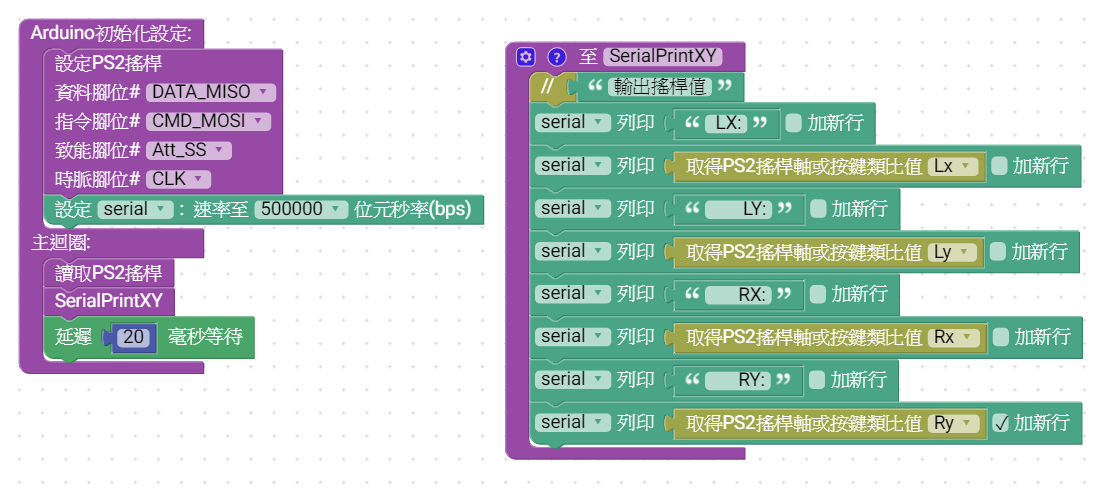 Arduino初始化設定:
設定PS2搖桿
資料腳位# DATA_MISO
指令腳位# CMD_MOSI
致能腳位# Att_SS
時脈腳位# CLK
設定 serial : 速率至 500000 位元秒率(bps)
主迴圈:
讀取PS2搖桿
SerialPrintXY
延遲 20 毫秒等待
? 至 SerialPrintXY
// “ 輸出搖桿值 ”
serial 列印 “ LX: ” 加新行
serial 列印 取得PS2搖桿軸或按鍵類比值 Lx 加新行
serial 列印 “ LY: ” 加新行
serial 列印 取得PS2搖桿軸或按鍵類比值 Ly 加新行
serial 列印 “ RX: ” 加新行
serial 列印 取得PS2搖桿軸或按鍵類比值 Rx 加新行
serial 列印 “ RY: ” 加新行
serial 列印 取得PS2搖桿軸或按鍵類比值 Ry ✓ 加新行